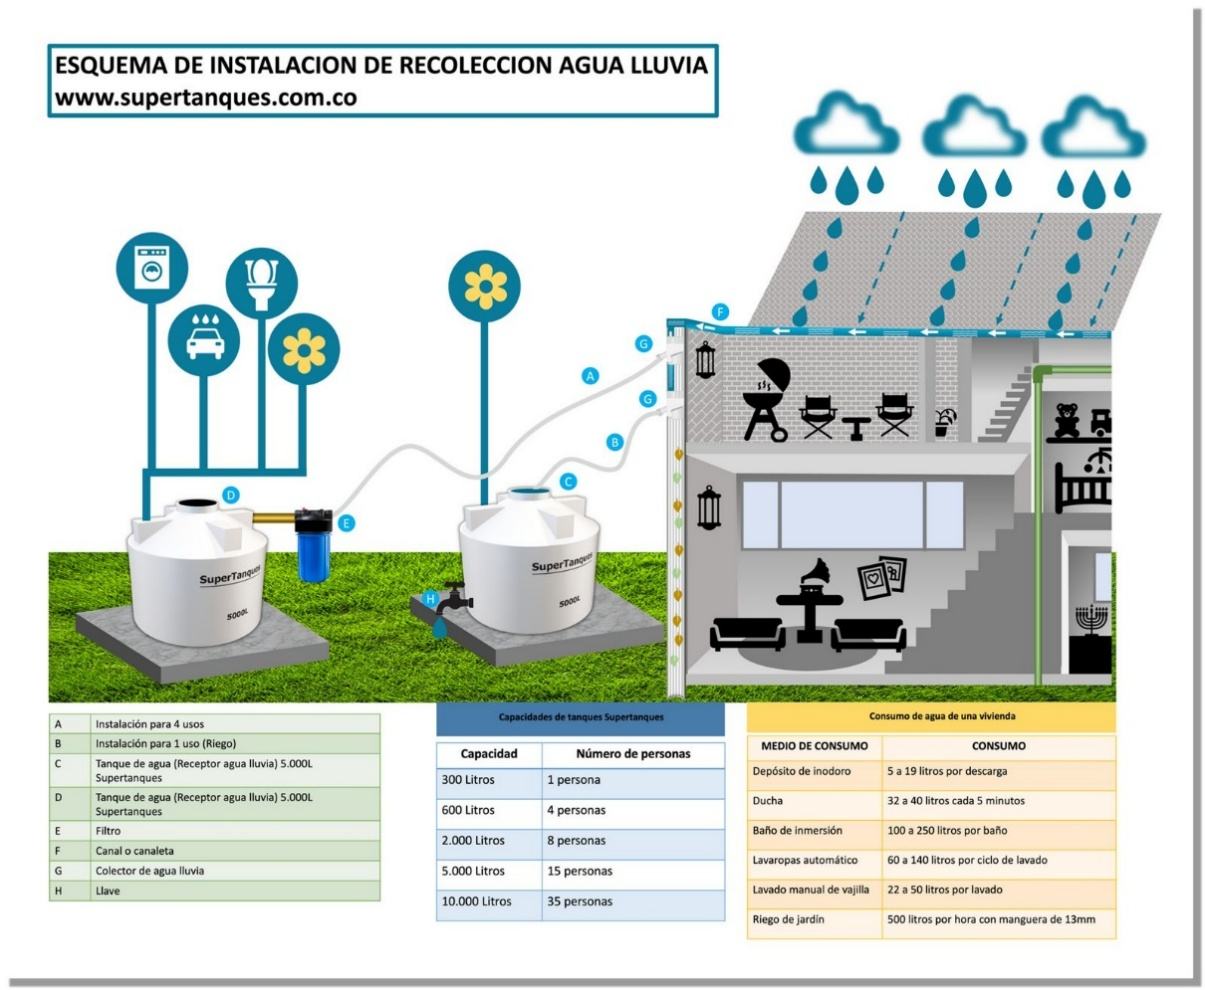 ESQUEMA DE INSTALACION DE RECOLECCION AGUA LLUVIA
www.supertanques.com.co
F
G
A
G
B
C
D
E
SuperTanques
5000L
SuperTanques
5000L
H
A Instalación para 4 usos
B Instalación para 1 uso (Riego)
C Tanque de agua (Receptor agua lluvia) 5.000L
Supertanques
D Tanque de agua (Receptor agua lluvia) 5.000L
Supertanques
E Filtro
F Canal o canaleta
G Colector de agua lluvia
H Llave
Capacidades de tanques Supertanques
Capacidad Número de personas
300 Litros 1 persona
600 Litros 4 personas
2.000 Litros 8 personas
5.000 Litros 15 personas
10.000 Litros 35 personas
Consumo de agua de una vivienda
MEDIO DE CONSUMO CONSUMO
Depósito de inodoro 5 a 19 litros por descarga
Ducha 32 a 40 litros cada 5 minutos
Baño de inmersión 100 a 250 litros por baño
Lavaropas automático 60 a 140 litros por ciclo de lavado
Lavado manual de vajilla 22 a 50 litros por lavado
Riego de jardín 500 litros por hora con manguera de 13mm